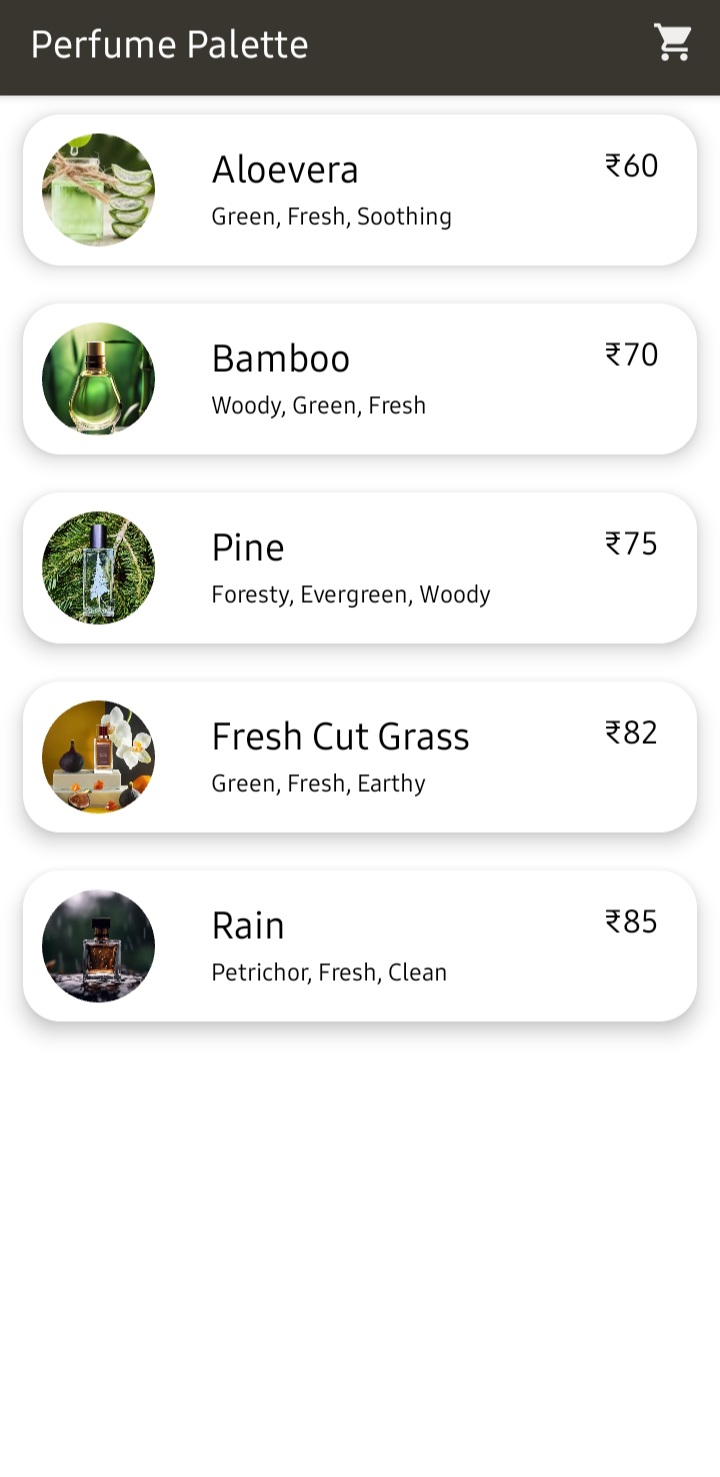 Perfume Palette
Aloevera
₹60
Green, Fresh, Soothing
Bamboo
₹70
Woody, Green, Fresh
Pine
₹75
Foresty, Evergreen, Woody
Fresh Cut Grass
₹82
Green, Fresh, Earthy
Rain
₹85
Petrichor, Fresh, Clean